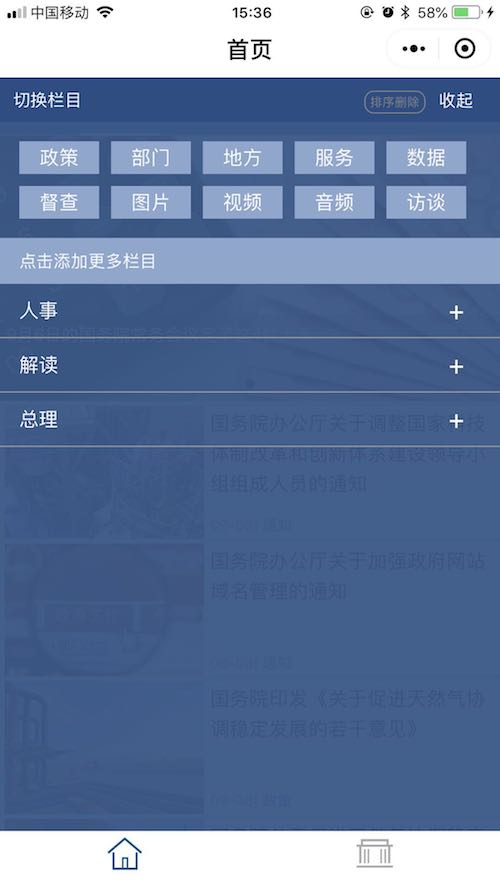 中国移动 15:36 58%
首页
切换栏目 排序删除 收起
政策 部门 地方 服务 数据
督查 图片 视频 音频 访谈
点击添加更多栏目
人事 +
解读 +
总理 +
国务院办公厅关于调整国家科技
体制改革和创新体系建设领导小
组组成人员的通知
国务院办公厅关于加强政府网站
域名管理的通知
国务院印发《关于促进天然气协
调稳定发展的若干意见》